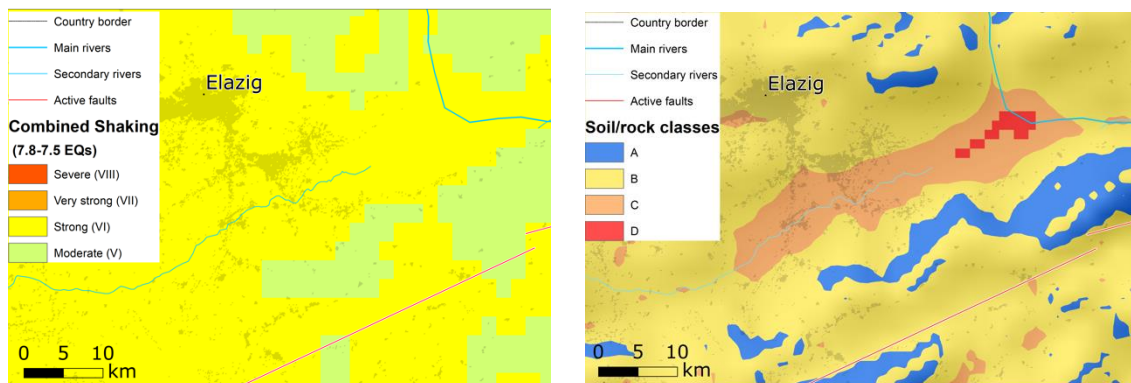 Country border
Main rivers
Secondary rivers
Active faults
Combined Shaking
(7.8-7.5 EQs)
Severe (VIII)
Very strong (VII)
Strong (VI)
Moderate (V)
Elazig
0 5 10
km
Country border
Main rivers
Secondary rivers
Active faults
Soil/rock classes
A
B
C
D
Elazig
0 5 10
km